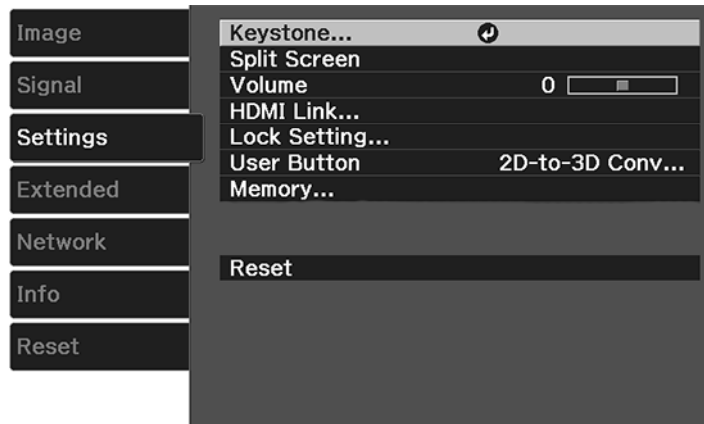 Image
Signal
Settings
Extended
Network
Info
Reset
Keystone...
Split Screen
Volume 0
HDMI Link...
Lock Setting...
User Button 2D-to-3D Conv...
Memory...
Reset